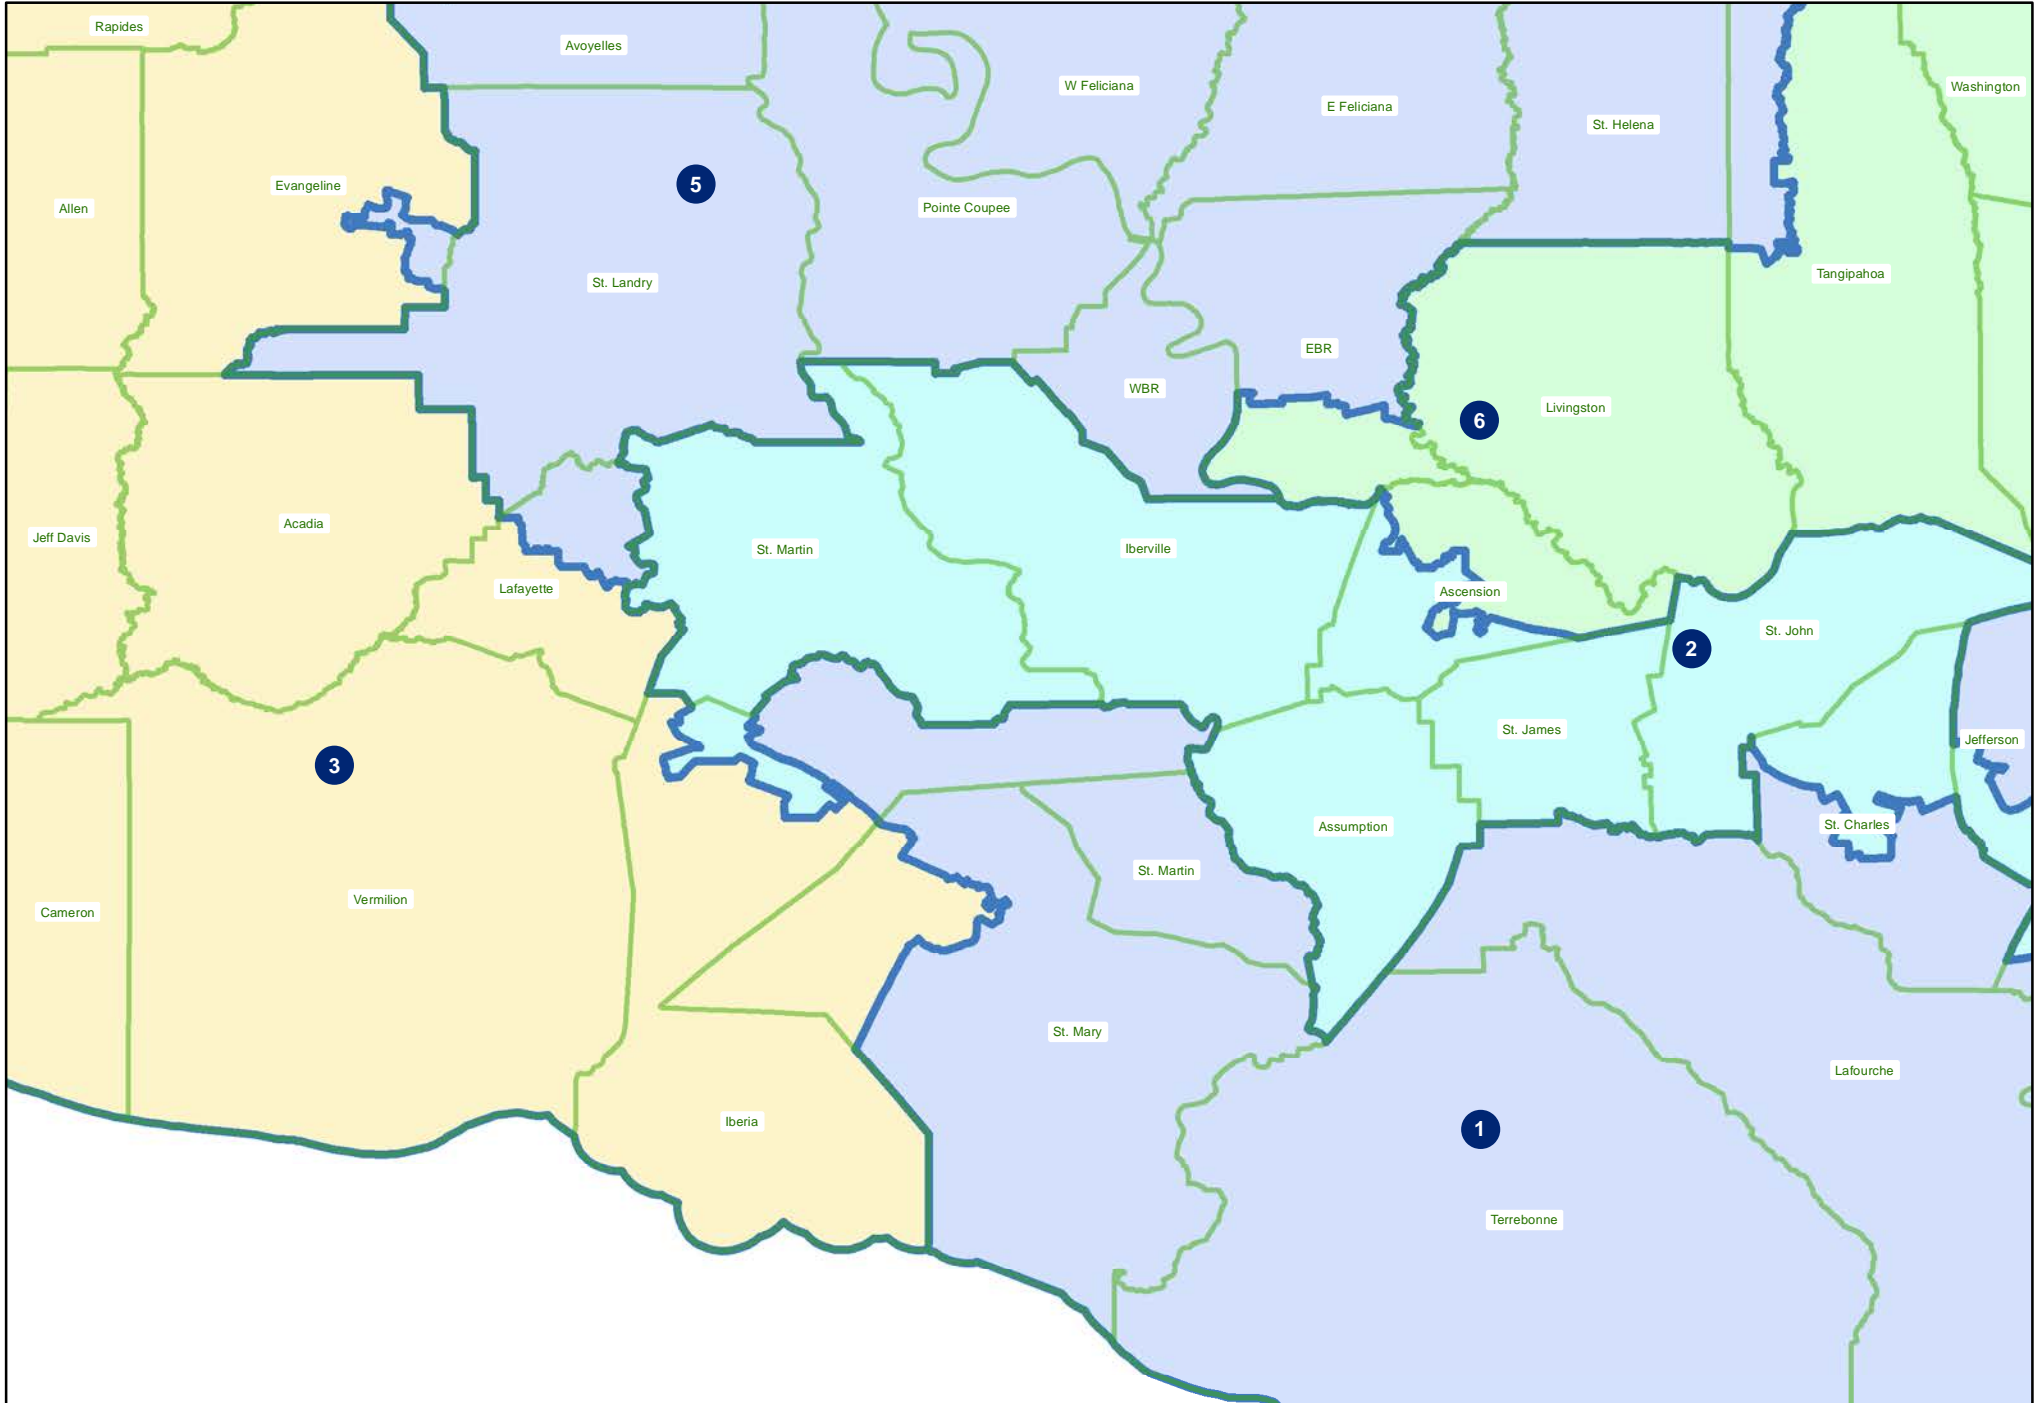 Rapides
Avoyelles
W Feliciana
Washington
E Feliciana
St. Helena
Evangeline
5
Allen
Pointe Coupee
Tangipahoa
St. Landry
EBR
WBR
Livingston
6
Acadia
Jeff Davis
St. Martin
Iberville
Lafayette
Ascension
St. John
2
St. James
Jefferson
3
Assumption
St. Charles
St. Martin
Vermilion
Cameron
St. Mary
Lafourche
Iberia
1
Terrebonne